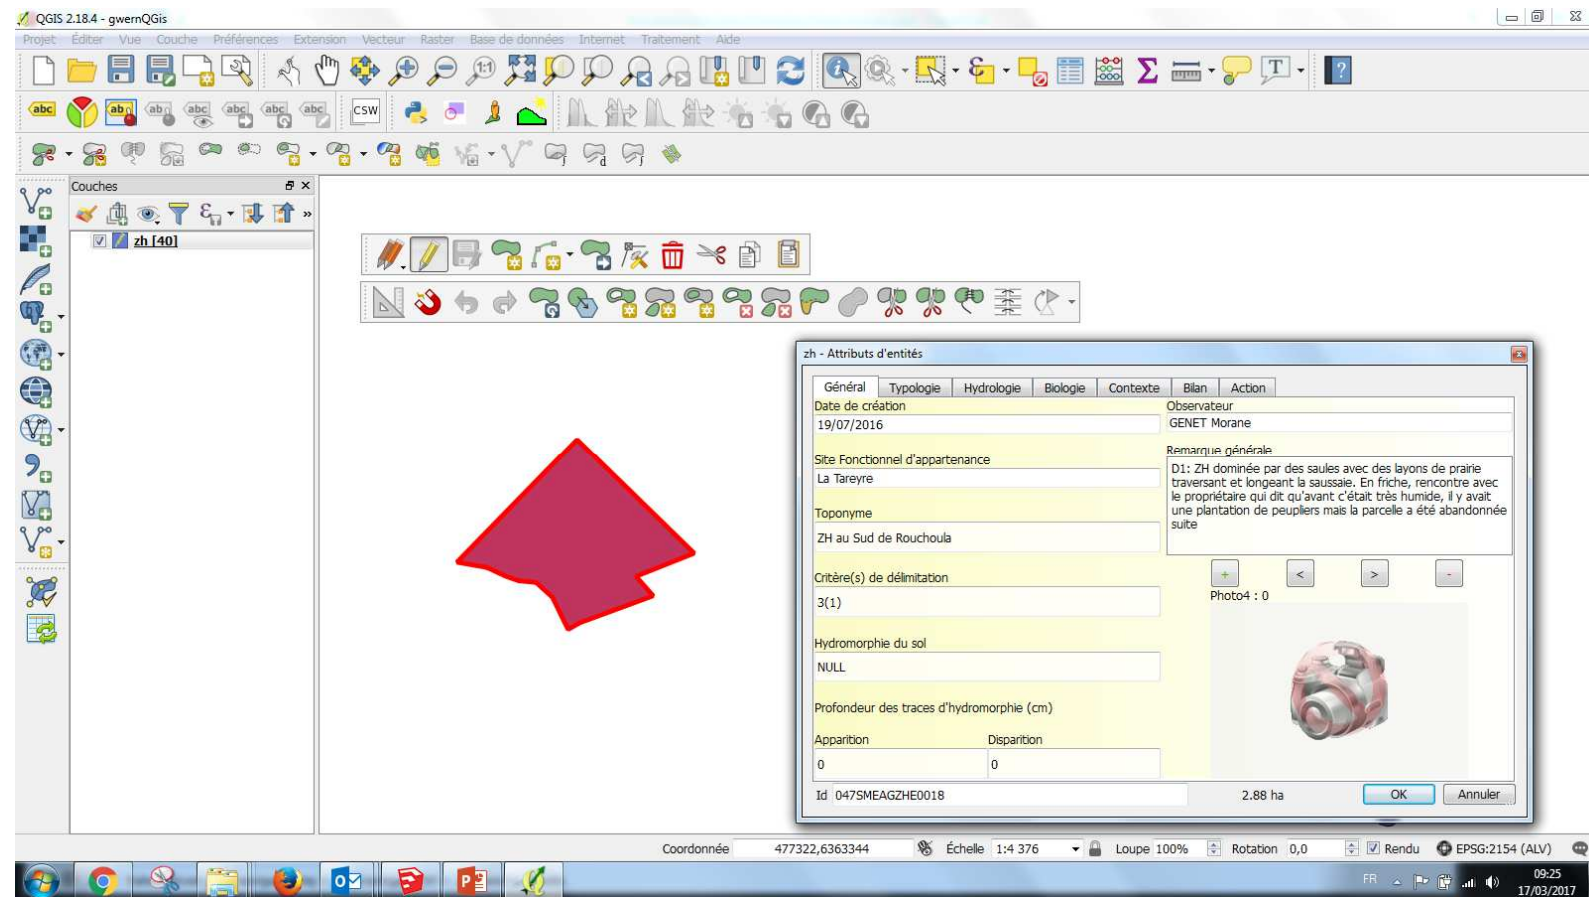 QGIS 2.18.4 - gwernQGis
Projet Éditer Vue Couche Préférences Extension Vecteur Raster Base de données Internet Traitement Aide
1:1
T
?
abc
CSW
Couches
zh [40]
zh - Attributs d'entités
Général Typologie Hydrologie Biologie Contexte Bilan Action
Date de création
19/07/2016
Observateur
GENET Morane
Site Fonctionnel d'appartenance
La Tareyre
Remarque générale
D1: ZH dominée par des saules avec des layons de prairie
traversant et longeant la saussaie. En friche, rencontre avec
le propriétaire qui dit qu'avant c'était très humide, il y avait
une plantation de peupliers mais la parcelle a été abandonnée
suite
Toponyme
ZH au Sud de Rouchoula
Critère(s) de délimitation
3(1)
+ < > -
Photo4 : 0
Hydromorphie du sol
NULL
Profondeur des traces d'hydromorphie (cm)
Apparition Disparition
0 0
Id 047SMEAGZHE0018 2.88 ha OK Annuler
Coordonnée 477322,6363344 Échelle 1:4 376 Loupe 100% Rotation 0,0 Rendu EPSG:2154 (ALV)
FR
09:25
17/03/2017